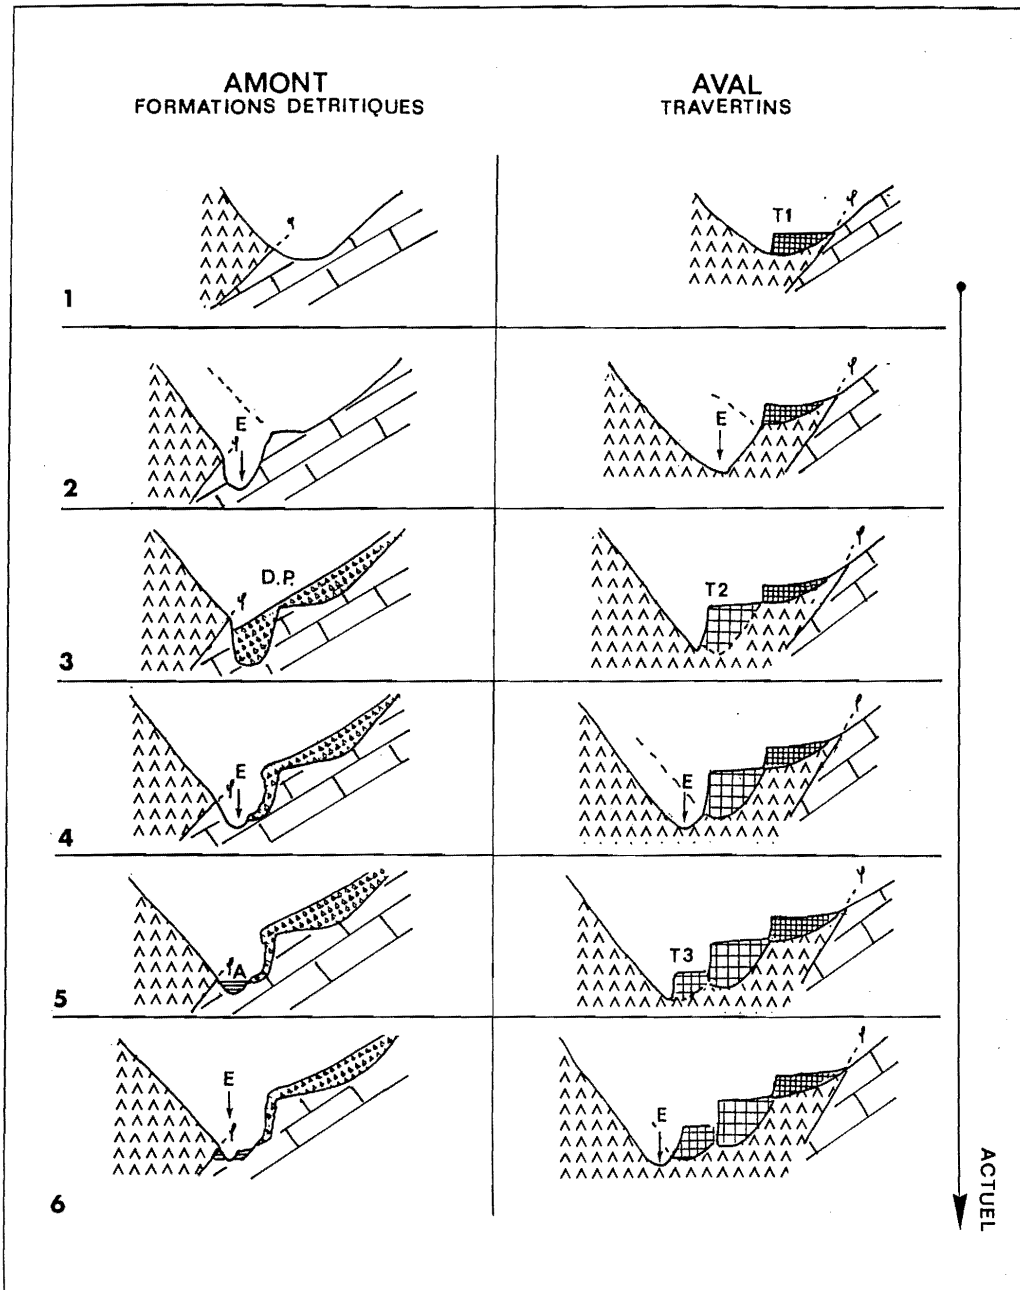 AMONT
FORMATIONS DETRITIQUES
AVAL
TRAVERTINS
φ
T1
φ
1
E
φ
E
φ
2
D.P.
φ
T2
φ
3
E
φ
E
φ
4
φ
A
T3
φ
5
E
φ
E
φ
6
ACTUEL